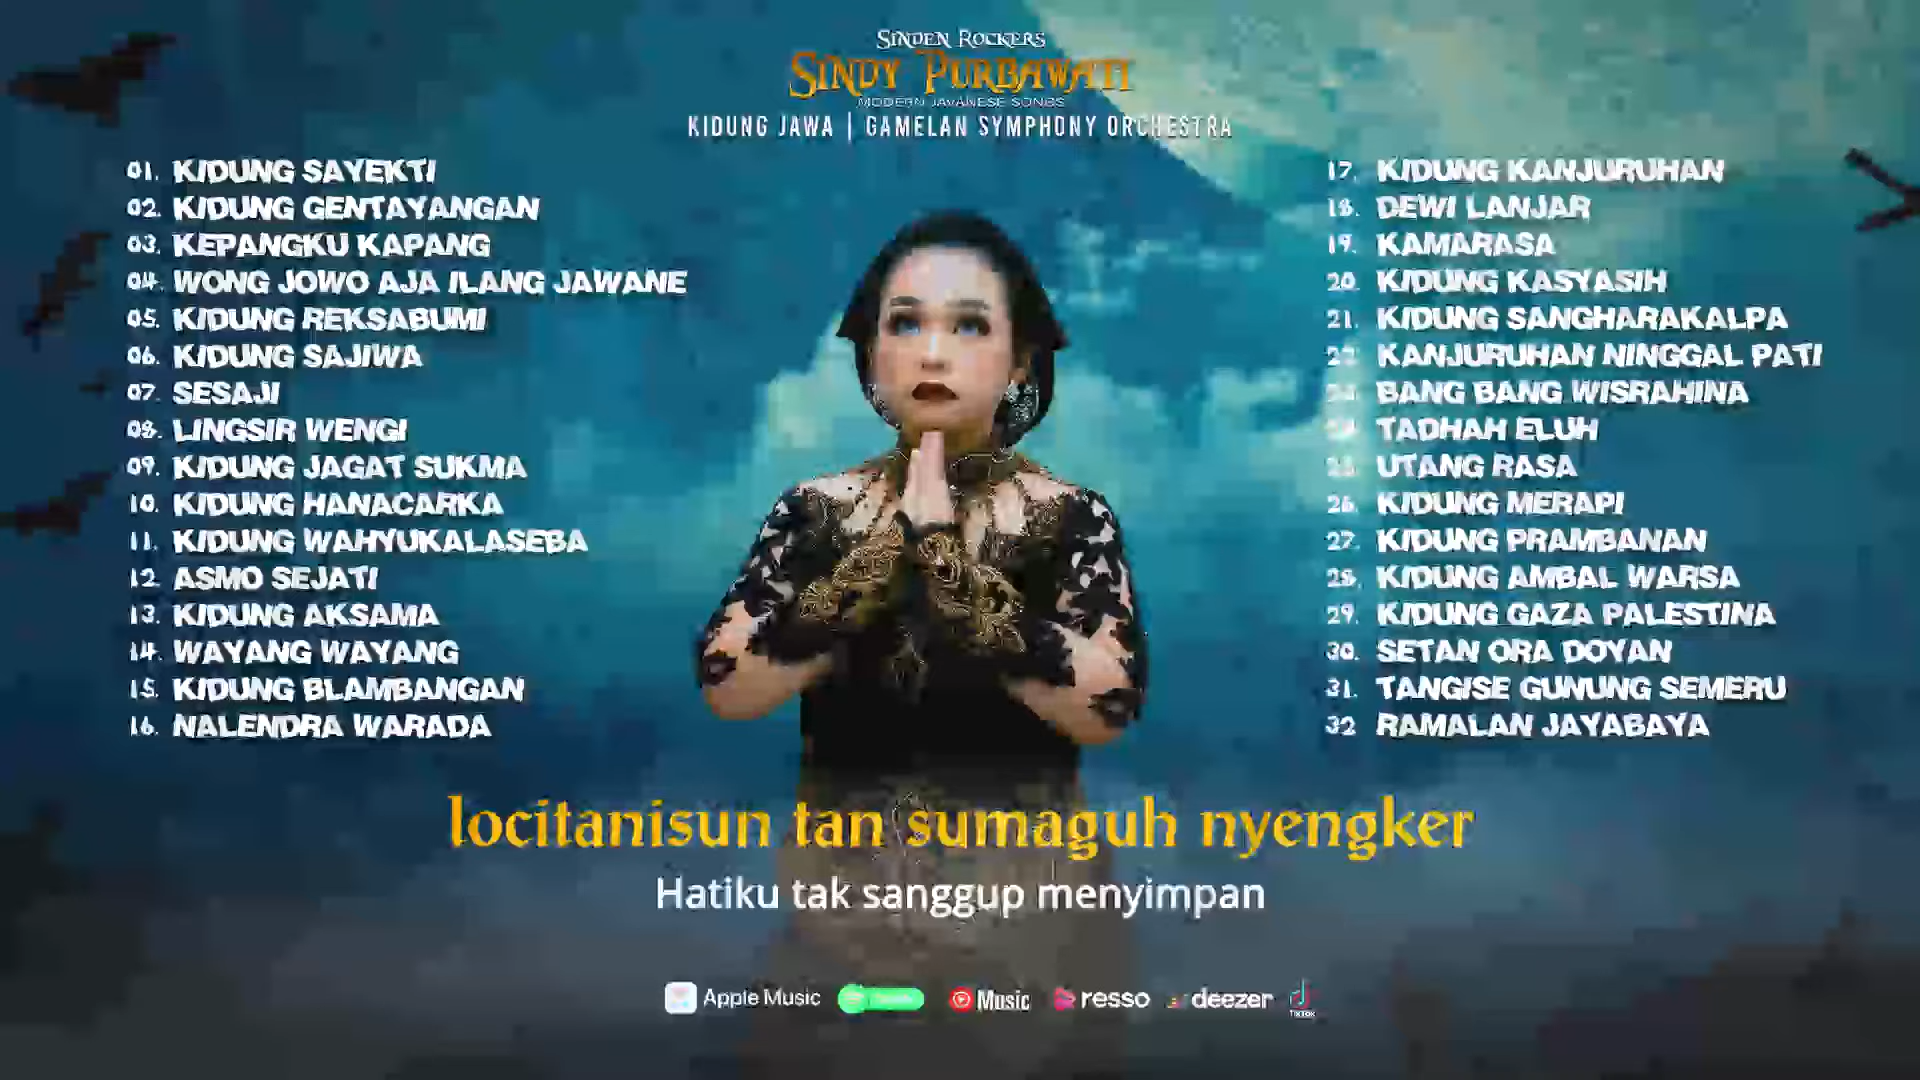 SINDEN ROCKERS
SINDY PURBAWATI
MODERN JAVANESE SONGS
KIDUNG JAWA | GAMELAN SYMPHONY ORCHESTRA
01. KIDUNG SAYEKTI
02. KIDUNG GENTAYANGAN
03. KEPANGKU KAPANG
04. WONG JOWO AJA ILANG JAWANE
05. KIDUNG REKSABUMI
06. KIDUNG SAJIWA
07. SESAJI
08. LINGSIR WENGI
09. KIDUNG JAGAT SUKMA
10. KIDUNG HANACARKA
11. KIDUNG WAHYUKALASEBA
12. ASMO SEJATI
13. KIDUNG AKSAMA
14. WAYANG WAYANG
15. KIDUNG BLAMBANGAN
16. NALENDRA WARADA
17. KIDUNG KANJURUHAN
18. DEWI LANJAR
19. KAMARASA
20. KIDUNG KASYASIH
21. KIDUNG SANGHARAKALPA
22. KANJURUHAN NINGGAL PATI
BANG BANG WISRAHINA
TADHAH ELUH
25. UTANG RASA
26. KIDUNG MERAPI
27. KIDUNG PRAMBANAN
28. KIDUNG AMBAL WARSA
29. KIDUNG GAZA PALESTINA
30. SETAN ORA DOYAN
31. TANGISE GUNUNG SEMERU
32 RAMALAN JAYABAYA
locitanisun tan sumaguh nyengker
Hatiku tak sanggup menyimpan
Apple Music
Music
resso
deezer
TikTok